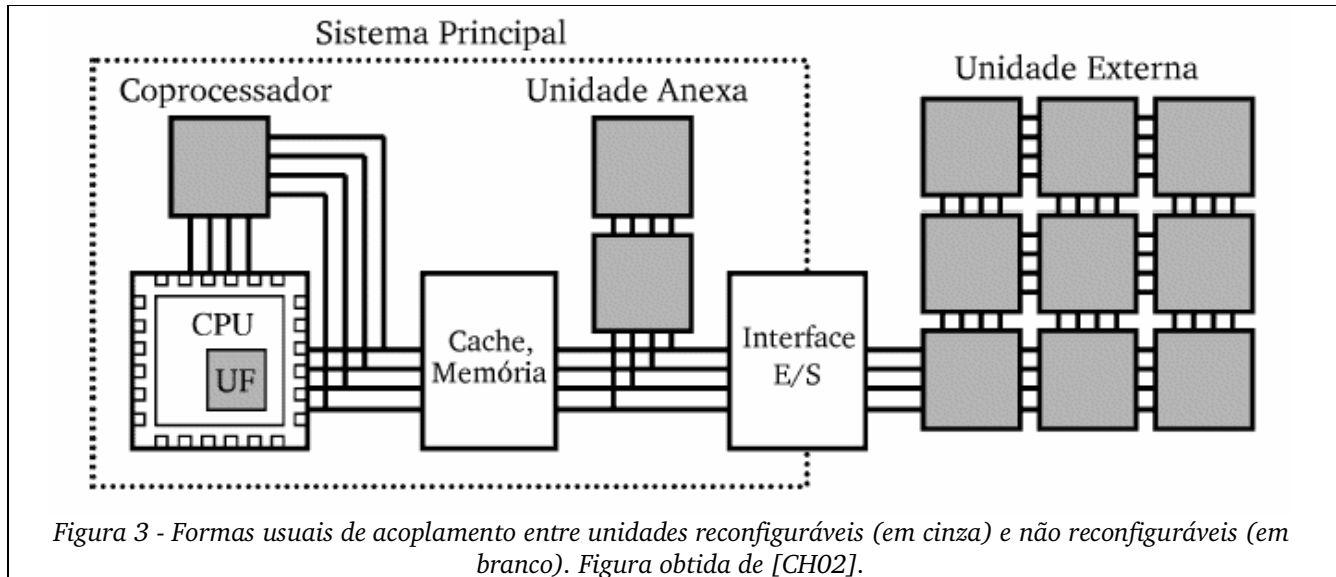 Sistema Principal
Coprocessador
Unidade Anexa
Unidade Externa
CPU
UF
Cache,
Memória
Interface
E/S
Figura 3 - Formas usuais de acoplamento entre unidades reconfiguráveis (em cinza) e não reconfiguráveis (em
branco). Figura obtida de [CH02].